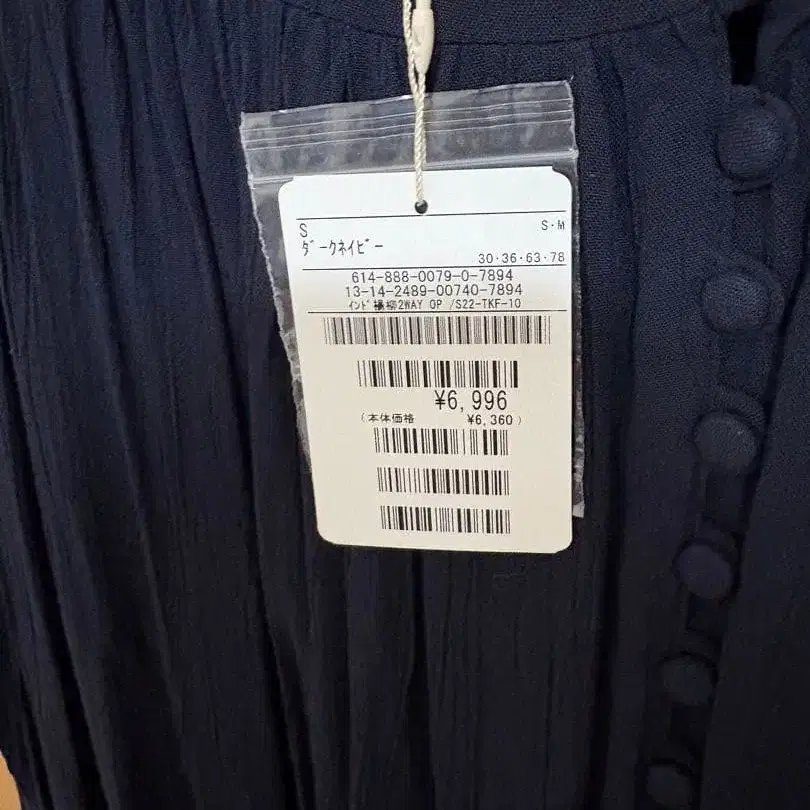 S
S・M
ﾀﾞｰｸﾈｲﾋﾞｰ
30・36・63・78
614-888-0079-0-7894
13-14-2489-00740-7894
ｲﾝﾄﾞ楊柳2WAY OP /S22-TKF-10
¥6,996
(本体価格 ¥6,360)